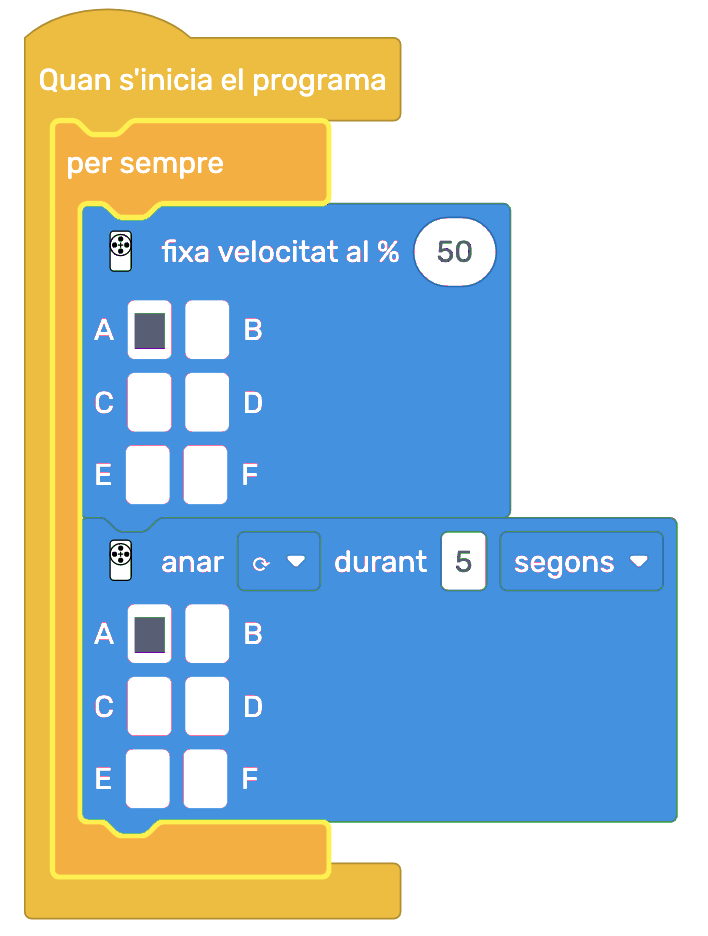 Quan s'inicia el programa
per sempre
fixa velocitat al % 50
A B
C D
E F
anar ⟳ durant 5 segons
A B
C D
E F